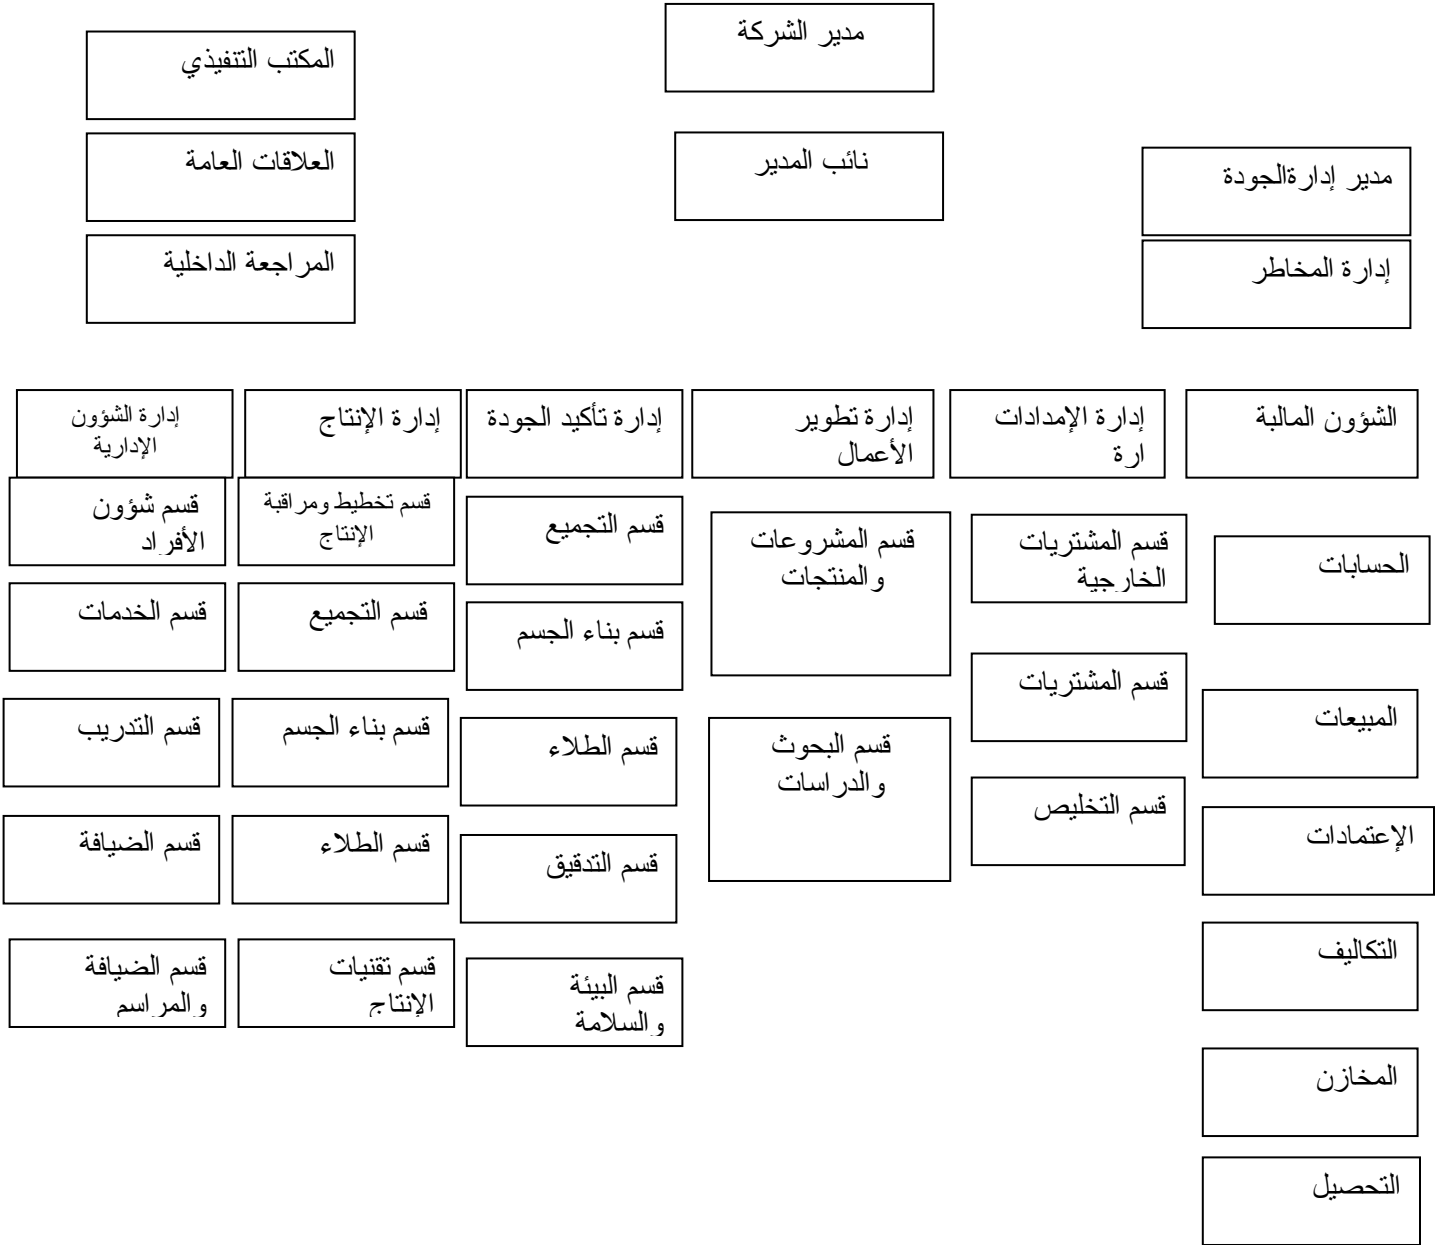 مدير الشركة
المكتب التنفيذي
نائب المدير
العلاقات العامة
مدير إدارةالجودة
المراجعة الداخلية
إدارة المخاطر
الشؤون المالبة
إدارة الإمدادات
ارة
إدارة تطوير
الأعمال
إدارة تأكيد الجودة
إدارة الإنتاج
إدارة الشؤون
الإدارية
الحسابات
المبيعات
الإعتمادات
التكاليف
المخازن
التحصيل
قسم المشتريات
الخارجية
قسم المشتريات
قسم التخليص
قسم المشروعات
والمنتجات
قسم البحوث
والدراسات
قسم التجميع
قسم بناء الجسم
قسم الطلاء
قسم التدقيق
قسم البيئة
والسلامة
قسم تخطيط ومراقبة
الإنتاج
قسم التجميع
قسم بناء الجسم
قسم الطلاء
قسم تقنيات
الإنتاج
قسم شؤون
الأفراد
قسم الخدمات
قسم التدريب
قسم الضيافة
قسم الضيافة
والمراسم